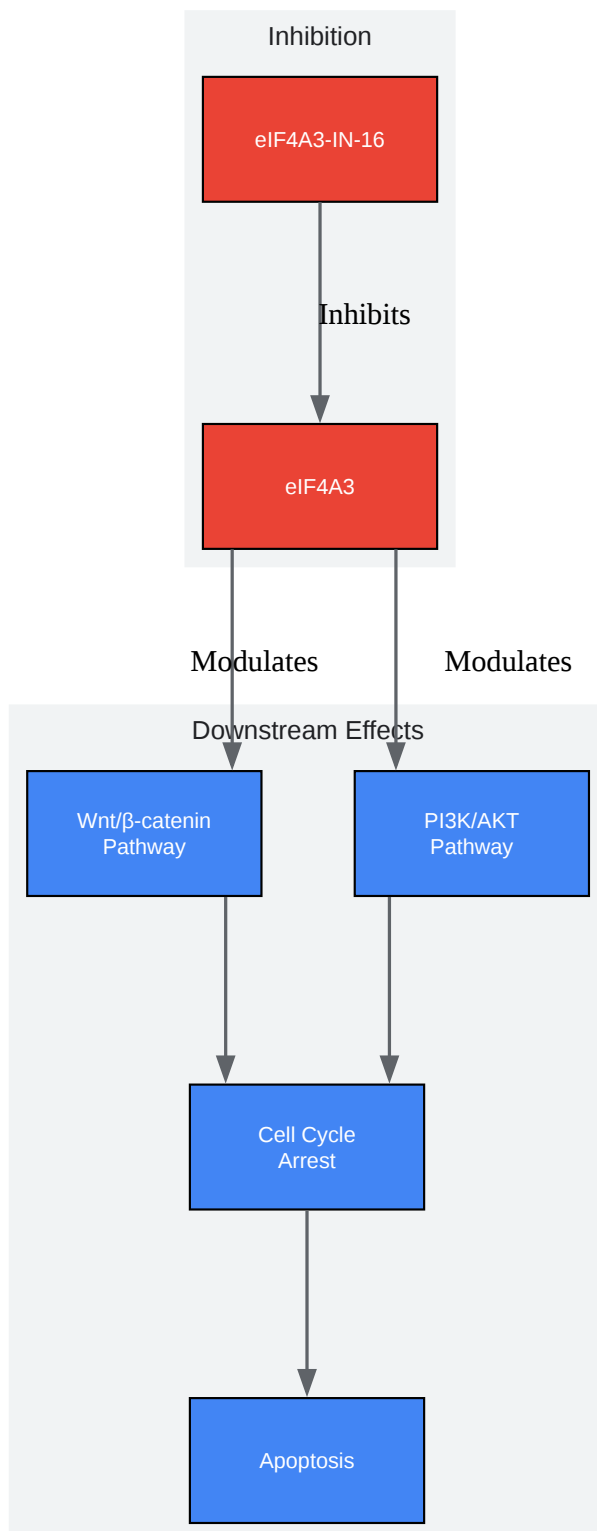 Inhibition
eIF4A3-IN-16
Inhibits
eIF4A3
Modulates
Modulates
Downstream Effects
Wnt/β-catenin
Pathway
PI3K/AKT
Pathway
Cell Cycle
Arrest
Apoptosis